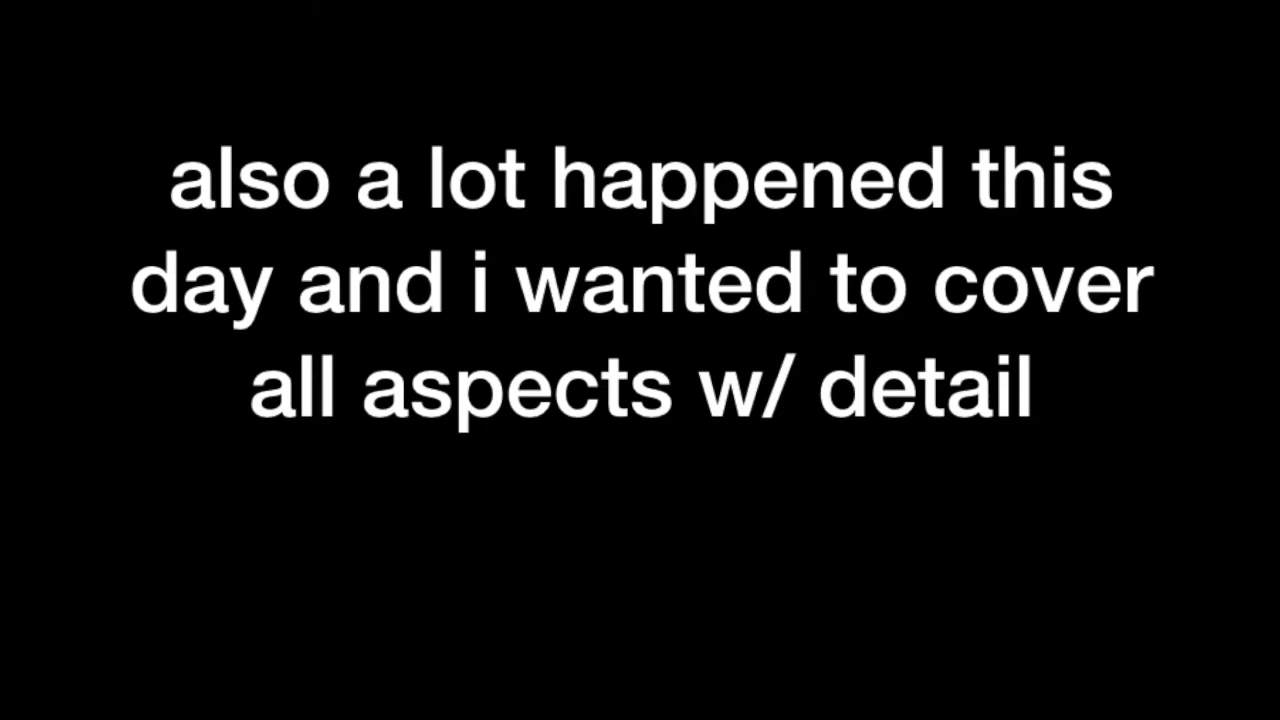 also a lot happened this
day and i wanted to cover
all aspects w/ detail